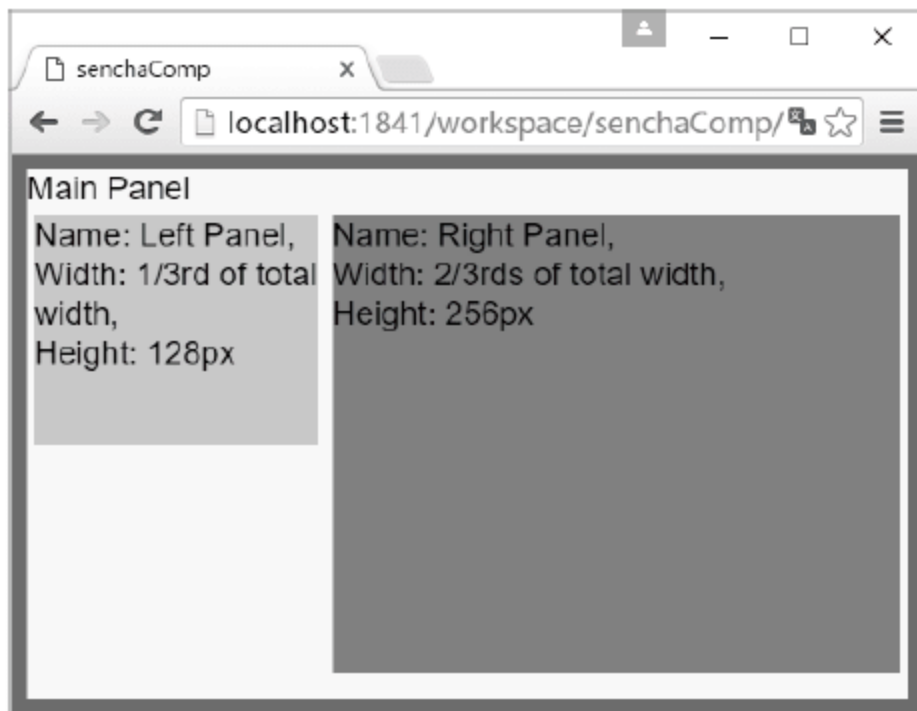 senchaComp
localhost:1841/workspace/senchaComp/
Main Panel
Name: Left Panel,
Width: 1/3rd of total
width,
Height: 128px
Name: Right Panel,
Width: 2/3rds of total width,
Height: 256px